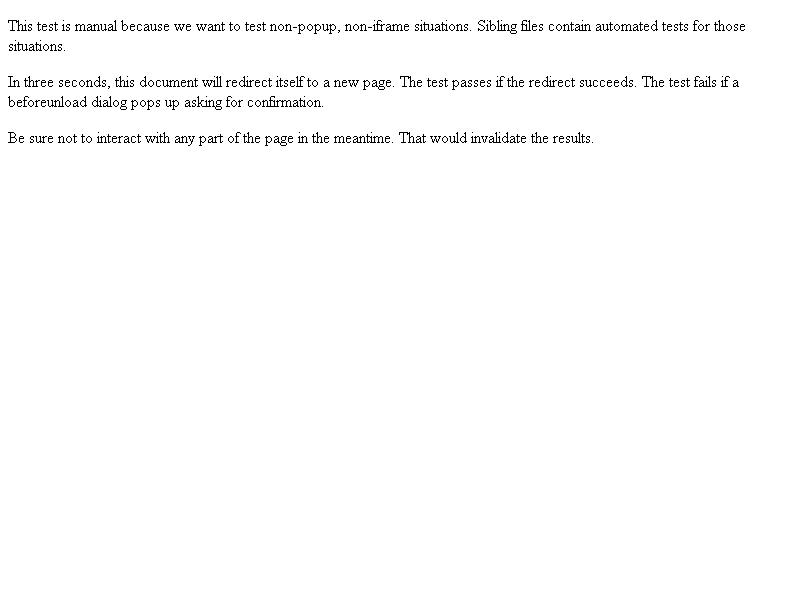 This test is manual because we want to test non-popup, non-iframe situations. Sibling files contain automated tests for those
situations.
In three seconds, this document will redirect itself to a new page. The test passes if the redirect succeeds. The test fails if a
beforeunload dialog pops up asking for confirmation.
Be sure not to interact with any part of the page in the meantime. That would invalidate the results.